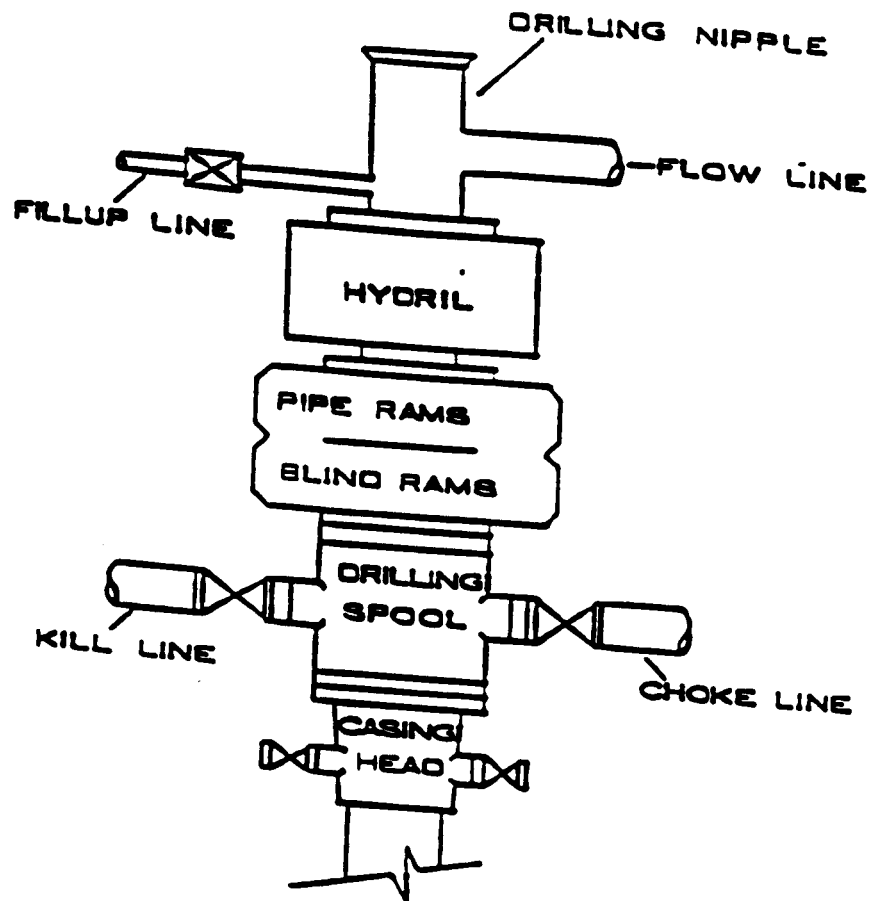 DRILLING NIPPLE
FLOW LINE
FILLUP LINE
HYDRIL
PIPE RAMS
BLIND RAMS
DRILLING
SPOOL
KILL LINE
CHOKE LINE
CASING
HEAD